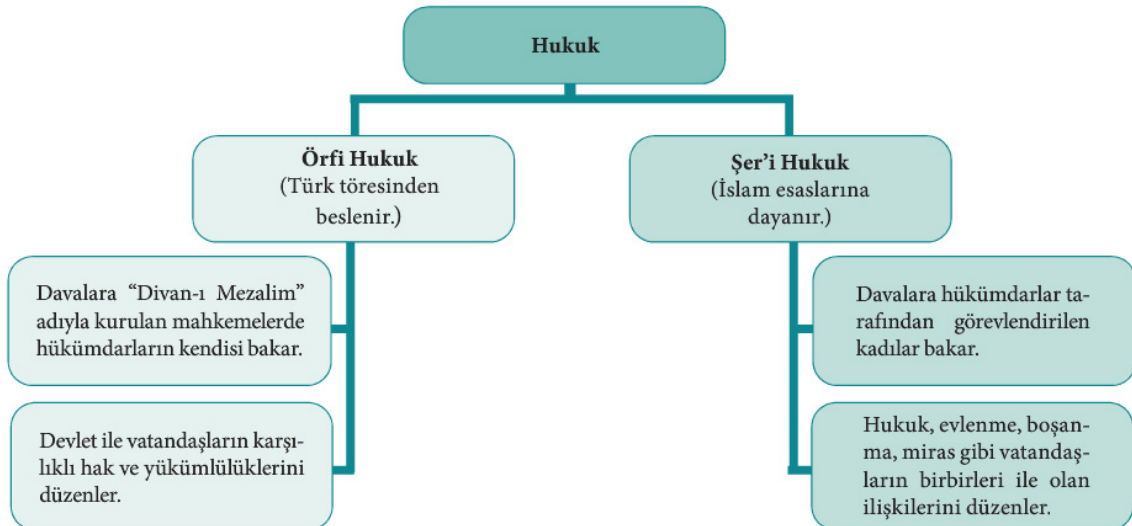 Hukuk
Örfi Hukuk
(Türk töresinden
beslenir.)
Şer’i Hukuk
(İslam esaslarına
dayanır.)
Davalara “Divan-ı Mezalim”
adıyla kurulan mahkemelerde
hükümdarların kendisi bakar.
Davalara hükümdarlar ta-
rafından görevlendirilen
kadılar bakar.
Devlet ile vatandaşların karşı-
lıklı hak ve yükümlülüklerini
düzenler.
Hukuk, evlenme, boşan-
ma, miras gibi vatandaş-
ların birbirleri ile olan
ilişkilerini düzenler.